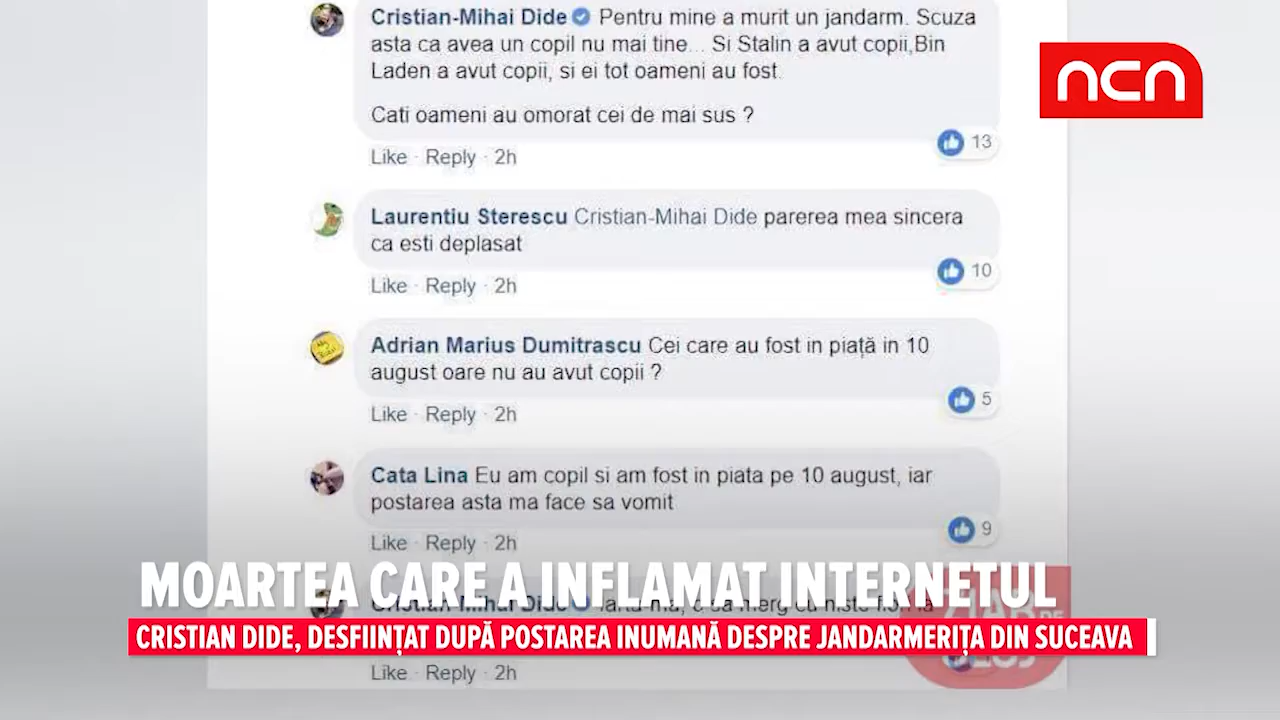 Cristian-Mihai Dide Pentru mine a murit un jandarm. Scuza
asta ca avea un copil nu mai tine... Si Stalin a avut copii,Bin
Laden a avut copii, si ei tot oameni au fost.
Cati oameni au omorat cei de mai sus ?
13
Like · Reply · 2h
ncn
Laurentiu Sterescu Cristian-Mihai Dide parerea mea sincera
ca esti deplasat
10
Like · Reply · 2h
Adrian Marius Dumitrascu Cei care au fost in piață in 10
august oare nu au avut copii ?
5
Like · Reply · 2h
Cata Lina Eu am copil si am fost in piata pe 10 august, iar
postarea asta ma face sa vomit
9
Like · Reply · 2h
MOARTEA CARE A INFLAMAT INTERNETUL
Cristian-Mihai Dide
CRISTIAN DIDE, DESFIINȚAT DUPĂ POSTAREA INUMANĂ DESPRE JANDARMERIȚA DIN SUCEAVA
Like · Reply · 2h